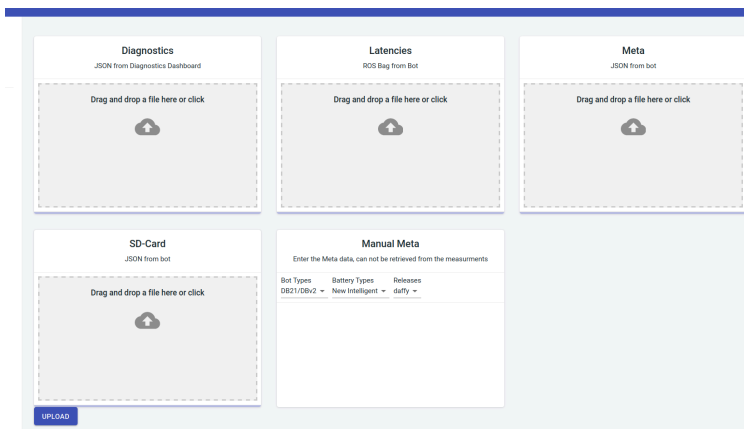 Diagnostics
JSON from Diagnostics Dashboard
Drag and drop a file here or click
Latencies
ROS Bag from Bot
Drag and drop a file here or click
Meta
JSON from bot
Drag and drop a file here or click
SD-Card
JSON from bot
Drag and drop a file here or click
Manual Meta
Enter the Meta data, can not be retrieved from the measurments
Bot Types Battery Types Releases
DB21/DBv2 New Intelligent daffy
UPLOAD